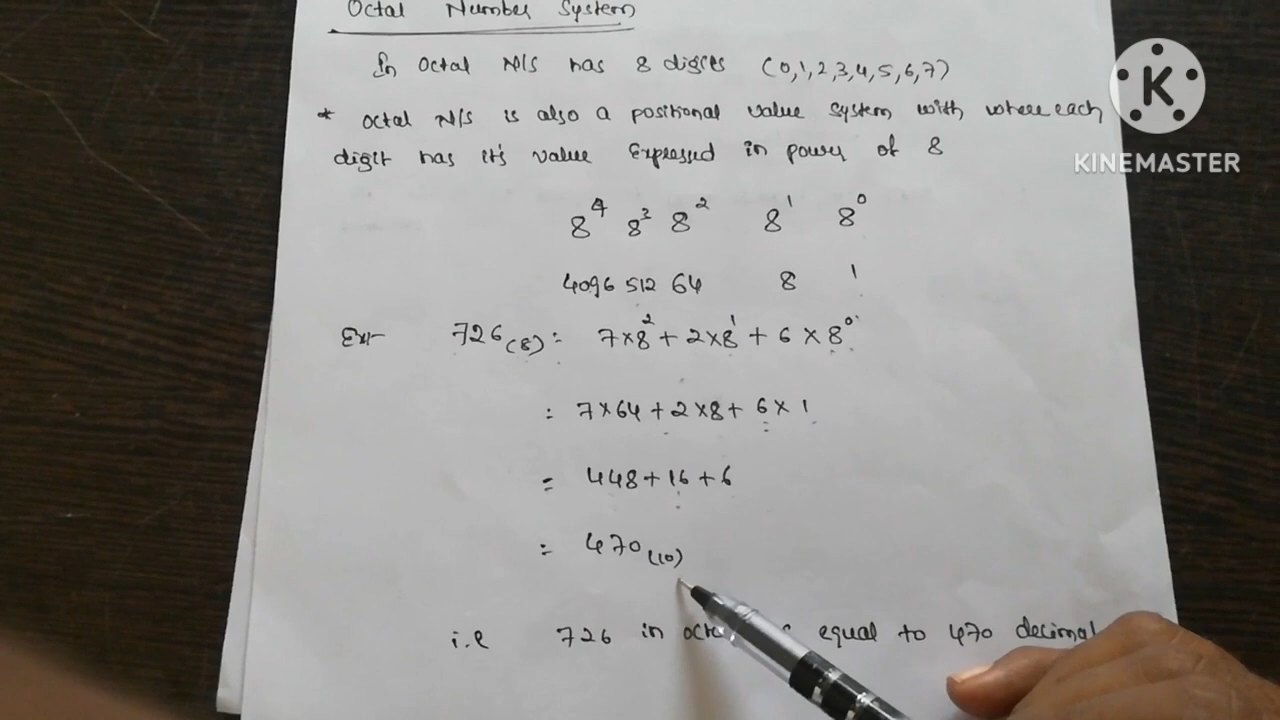 Octal Number System
In Octal N/S has 8 digits (0,1,2,3,4,5,6,7)
* Octal N/S is also a positional value system with where each
digit has it's value Expressed in power of 8
8⁴ 8³ 8² 8¹ 8⁰
4096 512 64 8 1
Ex:- 726(8) = 7×8² + 2×8¹ + 6×8⁰
= 7×64 + 2×8 + 6×1
= 448 + 16 + 6
= 470(10)
i.e 726 in equal to 470 decimal
K
KINEMASTER